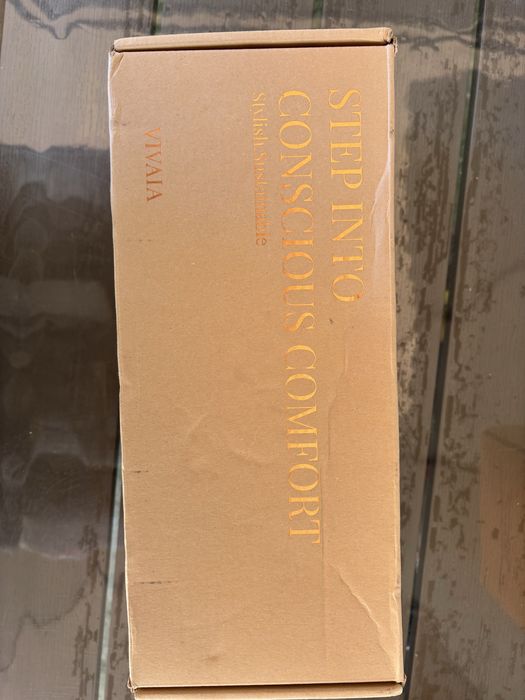 STEP INTO
CONSCIOUS COMFORT
Stylish Sustainable
VIVAIA